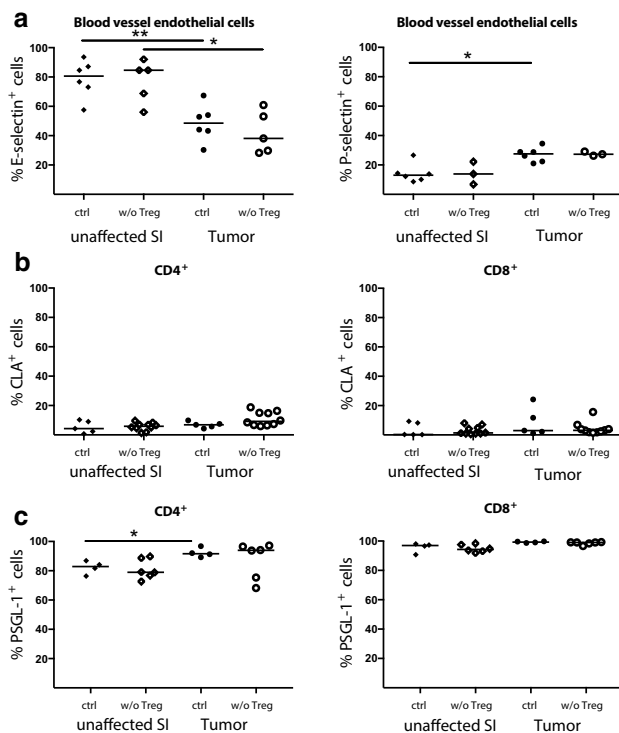 a
Blood vessel endothelial cells
% E-selectin+ cells
100
80
60
40
20
**
*
ctrl
w/o Treg
ctrl
w/o Treg
unaffected SI
Tumor
Blood vessel endothelial cells
% P-selectin+ cells
100
80
60
40
20
*
ctrl
w/o Treg
ctrl
w/o Treg
unaffected SI
Tumor
b
CD4+
% CLA+ cells
100
80
60
40
20
ctrl
w/o Treg
ctrl
w/o Treg
unaffected SI
Tumor
CD8+
% CLA+ cells
100
80
60
40
20
ctrl
w/o Treg
ctrl
w/o Treg
unaffected SI
Tumor
c
CD4+
% PSGL-1+ cells
100
80
60
40
20
*
ctrl
w/o Treg
ctrl
w/o Treg
unaffected SI
Tumor
CD8+
% PSGL-1+ cells
100
80
60
40
20
ctrl
w/o Treg
ctrl
w/o Treg
unaffected SI
Tumor